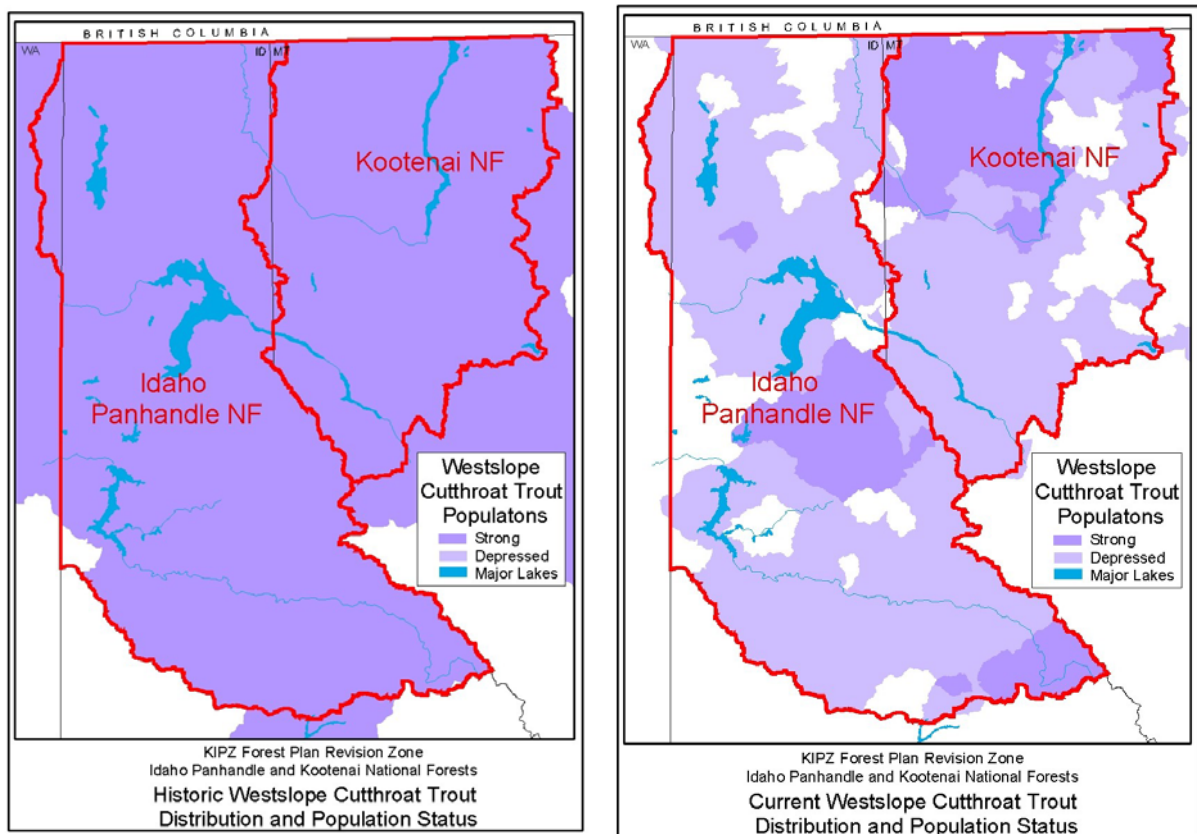 BRITISH COLUMBIA
WA
ID
MT
Kootenai NF
Idaho
Panhandle NF
Westslope
Cutthroat Trout
Populatons
Strong
Depressed
Major Lakes
KIPZ Forest Plan Revision Zone
Idaho Panhandle and Kootenai National Forests
Historic Westslope Cutthroat Trout
Distribution and Population Status
BRITISH COLUMBIA
WA
ID
MT
Kootenai NF
Idaho
Panhandle NF
Westslope
Cutthroat Trout
Populatons
Strong
Depressed
Major Lakes
KIPZ Forest Plan Revision Zone
Idaho Panhandle and Kootenai National Forests
Current Westslope Cutthroat Trout
Distribution and Population Status